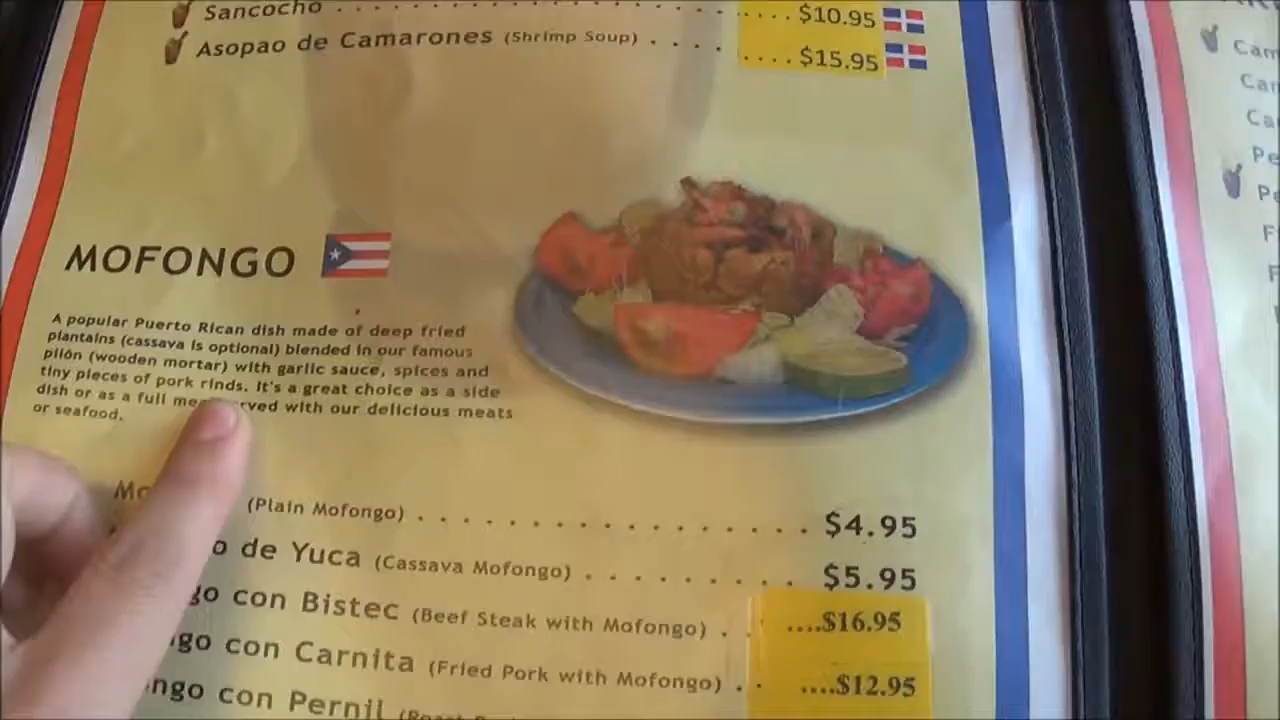 Sancocho . . . . . . . . . . . . . . . . . . . . . . . . . . . . . . $10.95
Asopao de Camarones (Shrimp Soup) . . . . . . . . $15.95
MOFONGO
A popular Puerto Rican dish made of deep fried
plantains (cassava is optional) blended in our famous
pilón (wooden mortar) with garlic sauce, spices and
tiny pieces of pork rinds. It's a great choice as a side
dish or as a full with our delicious meats
or seafood.
(Plain Mofongo) . . . . . . . . . . . . . . . . $4.95
de Yuca (Cassava Mofongo) . . . . . . . . . $5.95
con Bistec (Beef Steak with Mofongo) . . ....$16.95
con Carnita (Fried Pork with Mofongo) . . ....$12.95
con Pernil